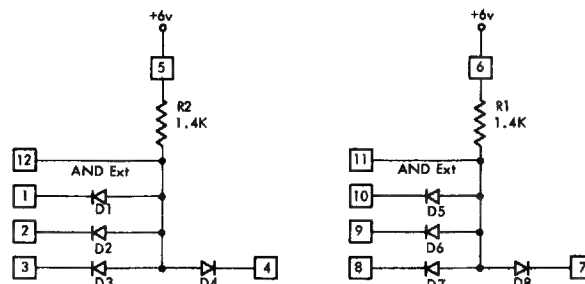 +6v
5
R2
1.4K
12
AND Ext
1
D1
2
D2
3
D3
D4
4
+6v
6
R1
1.4K
11
AND Ext
10
D5
9
D6
8
D7
D8
7